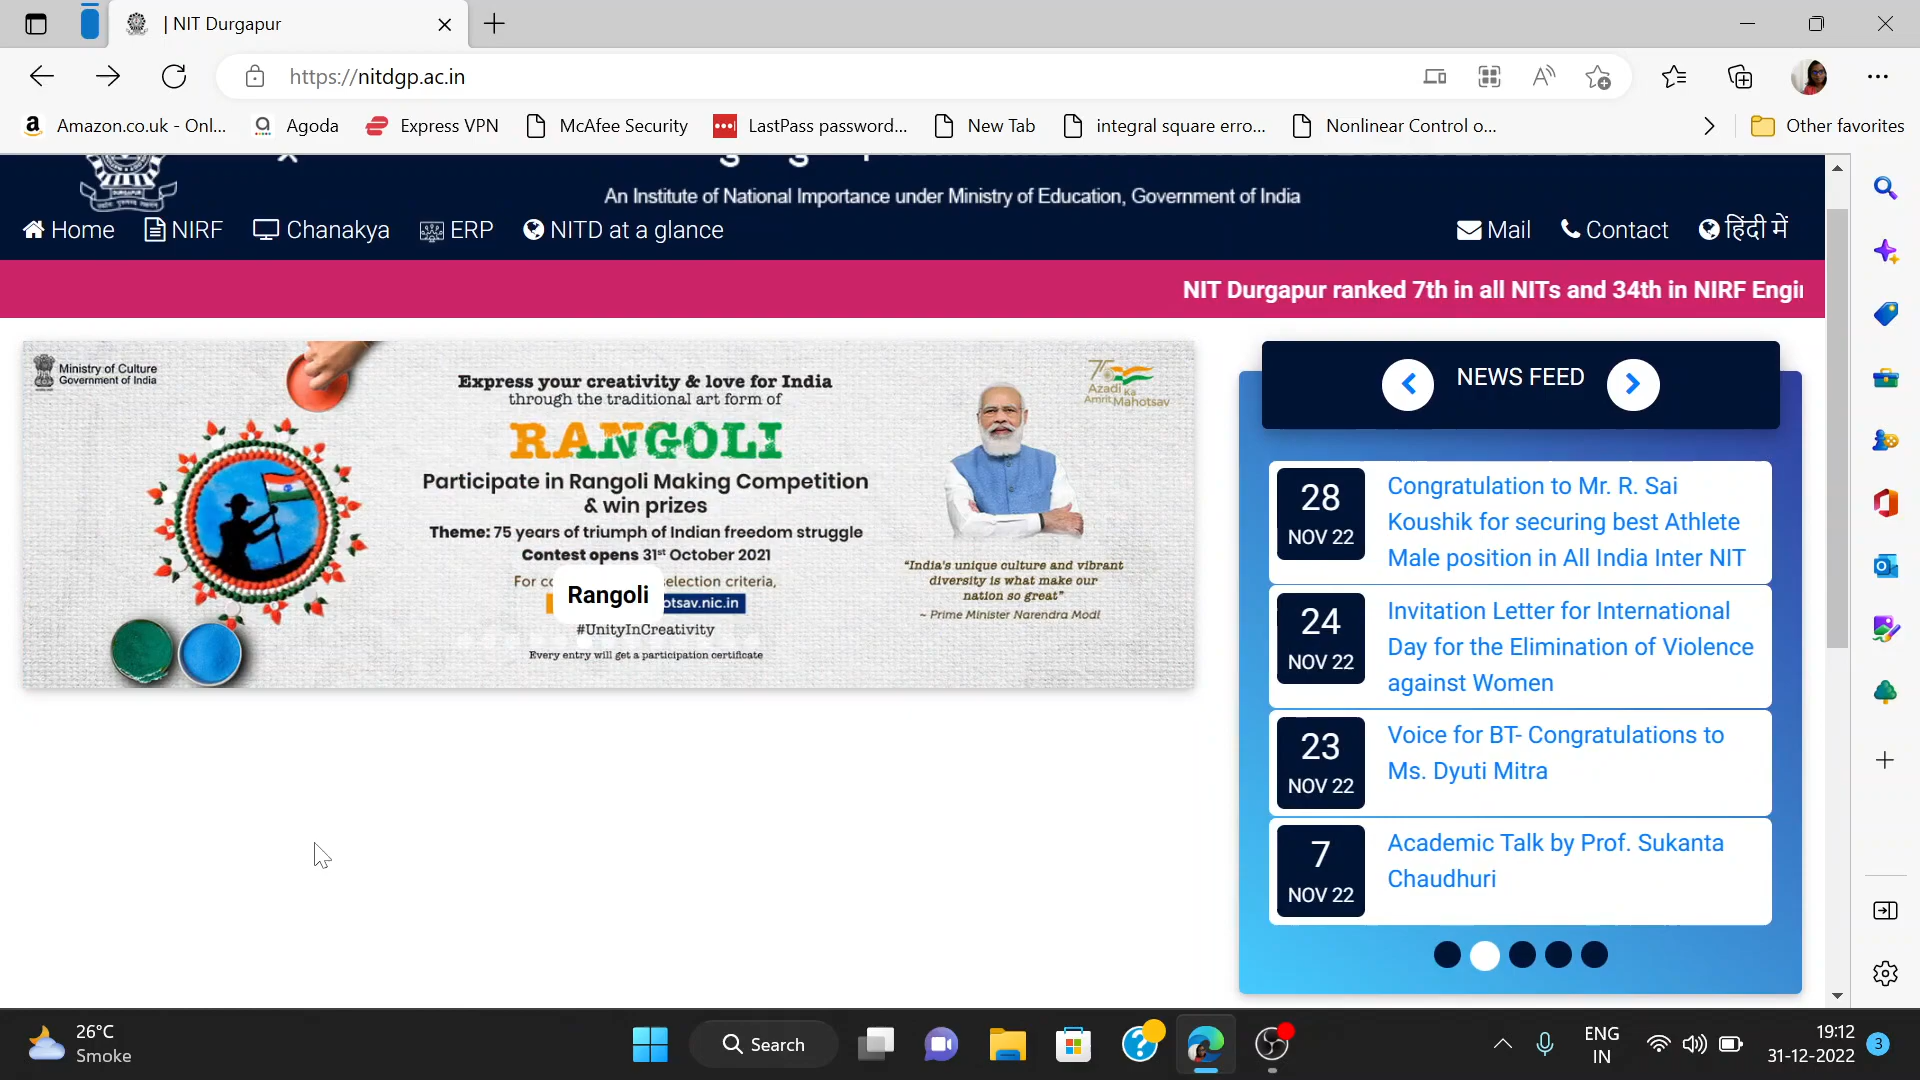 | NIT Durgapur
https://nitdgp.ac.in
Amazon.co.uk - Onl...
Agoda
Express VPN
McAfee Security
LastPass password...
New Tab
integral square erro...
Nonlinear Control o...
Other favorites
An Institute of National Importance under Ministry of Education, Government of India
Home
NIRF
Chanakya
ERP
NITD at a glance
Mail
Contact
हिंदी में
NIT Durgapur ranked 7th in all NITs and 34th in NIRF Engi
Ministry of Culture
Government of India
Express your creativity & love for India
through the traditional art form of
RANGOLI
Participate in Rangoli Making Competition
& win prizes
Theme: 75 years of triumph of Indian freedom struggle
Contest opens 31st October 2021
For co
election criteria,
Rangoli
otsav.nic.in
#UnityInCreativity
Every entry will get a participation certificate
75
Azadi Ka
Amrit Mahotsav
"India's unique culture and vibrant
diversity is what make our
nation so great"
~ Prime Minister Narendra Modi
NEWS FEED
28
NOV 22
Congratulation to Mr. R. Sai
Koushik for securing best Athlete
Male position in All India Inter NIT
24
NOV 22
Invitation Letter for International
Day for the Elimination of Violence
against Women
23
NOV 22
Voice for BT- Congratulations to
Ms. Dyuti Mitra
7
NOV 22
Academic Talk by Prof. Sukanta
Chaudhuri
26°C
Smoke
Search
ENG
IN
19:12
31-12-2022
3